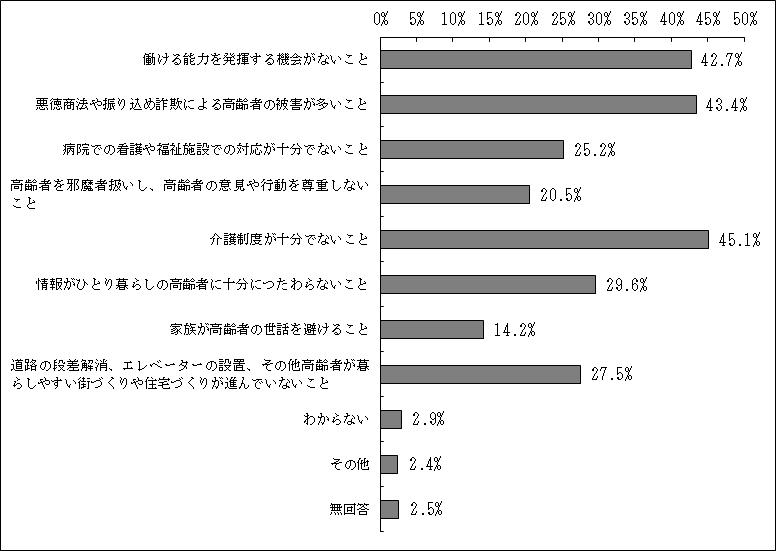 0% 5% 10% 15% 20% 25% 30% 35% 40% 45% 50%
働ける能力を発揮する機会がないこと 42.7%
悪徳商法や振り込め詐欺による高齢者の被害が多いこと 43.4%
病院での看護や福祉施設での対応が十分でないこと 25.2%
高齢者を邪魔者扱いし、高齢者の意見や行動を尊重しない
こと 20.5%
介護制度が十分でないこと 45.1%
情報がひとり暮らしの高齢者に十分につたわらないこと 29.6%
家族が高齢者の世話を避けること 14.2%
道路の段差解消、エレベーターの設置、その他高齢者が暮
らしやすい街づくりや住宅づくりが進んでいないこと 27.5%
わからない 2.9%
その他 2.4%
無回答 2.5%